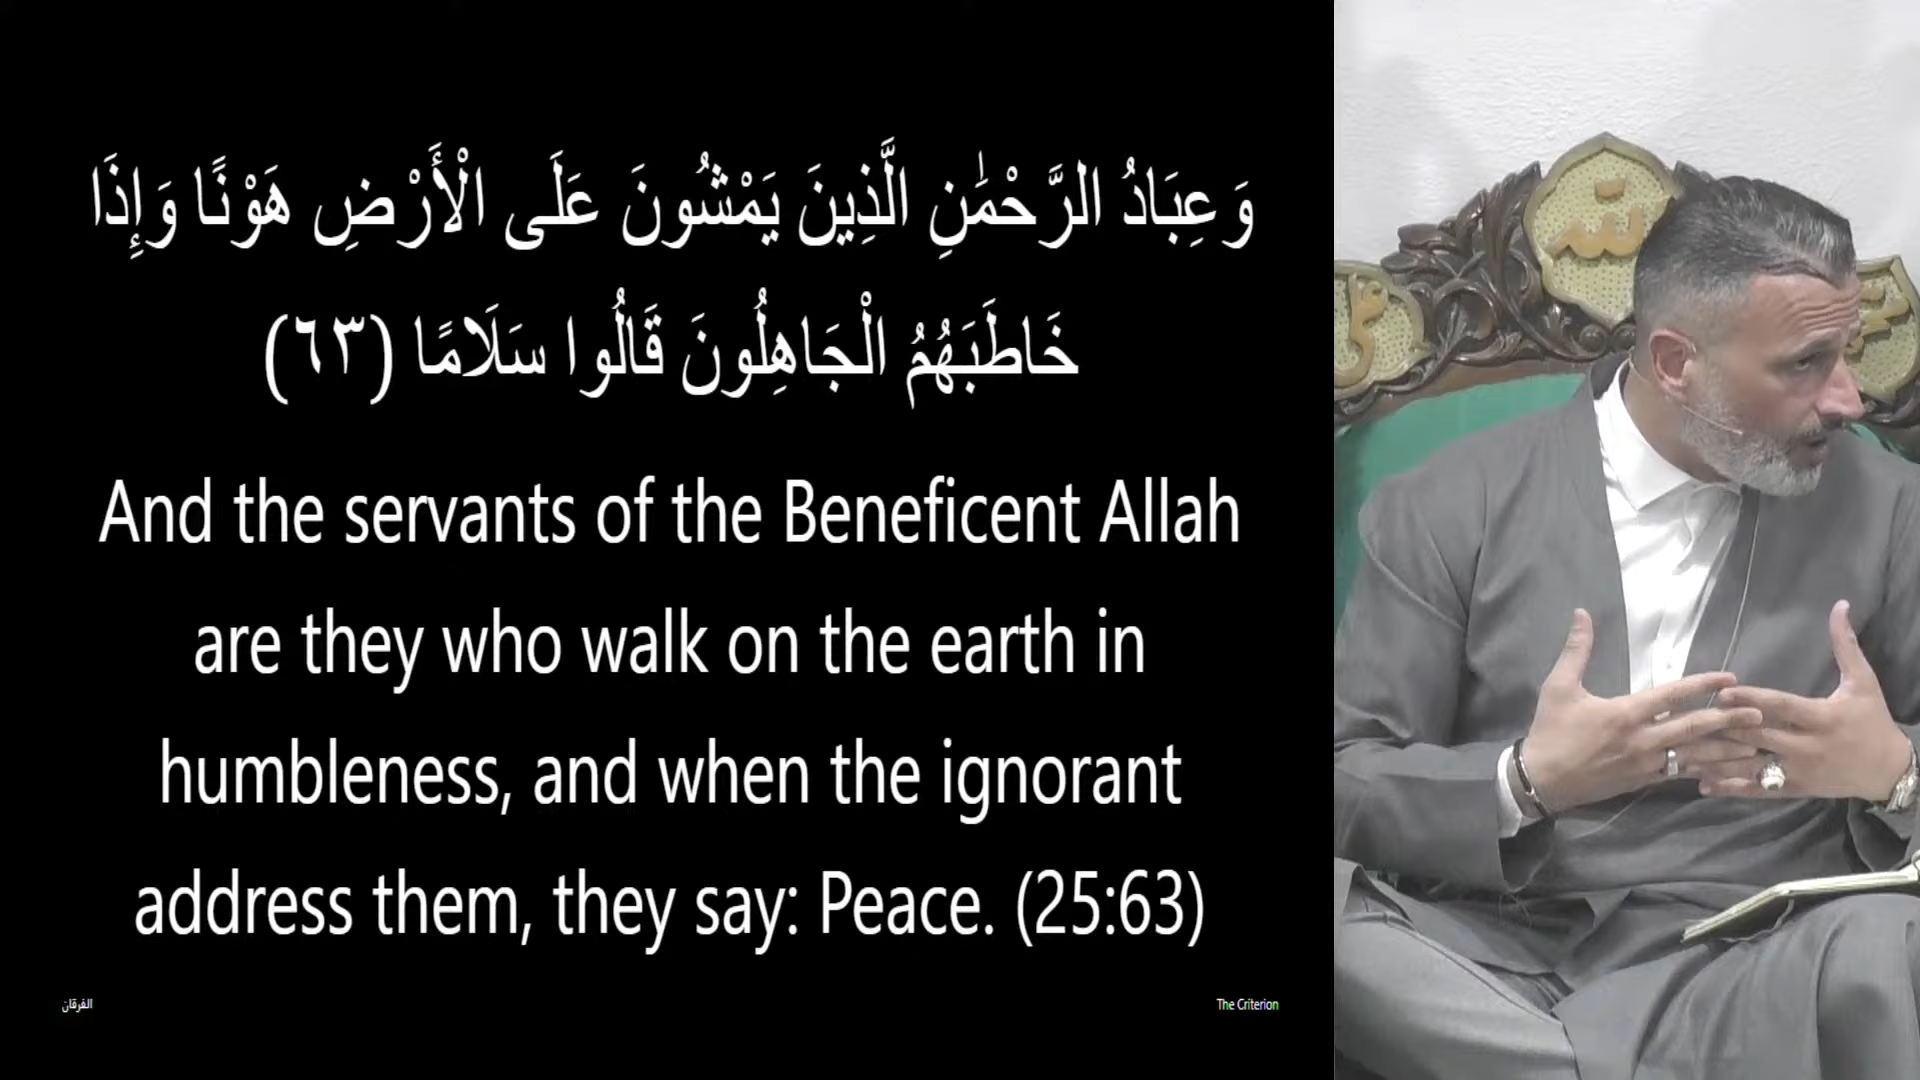 وَعِبَادُ الرَّحْمَٰنِ الَّذِينَ يَمْشُونَ عَلَى الْأَرْضِ هَوْنًا وَإِذَا
خَاطَبَهُمُ الْجَاهِلُونَ قَالُوا سَلَامًا (٦٣)
And the servants of the Beneficent Allah
are they who walk on the earth in
humbleness, and when the ignorant
address them, they say: Peace. (25:63)
الفرقان
The Criterion